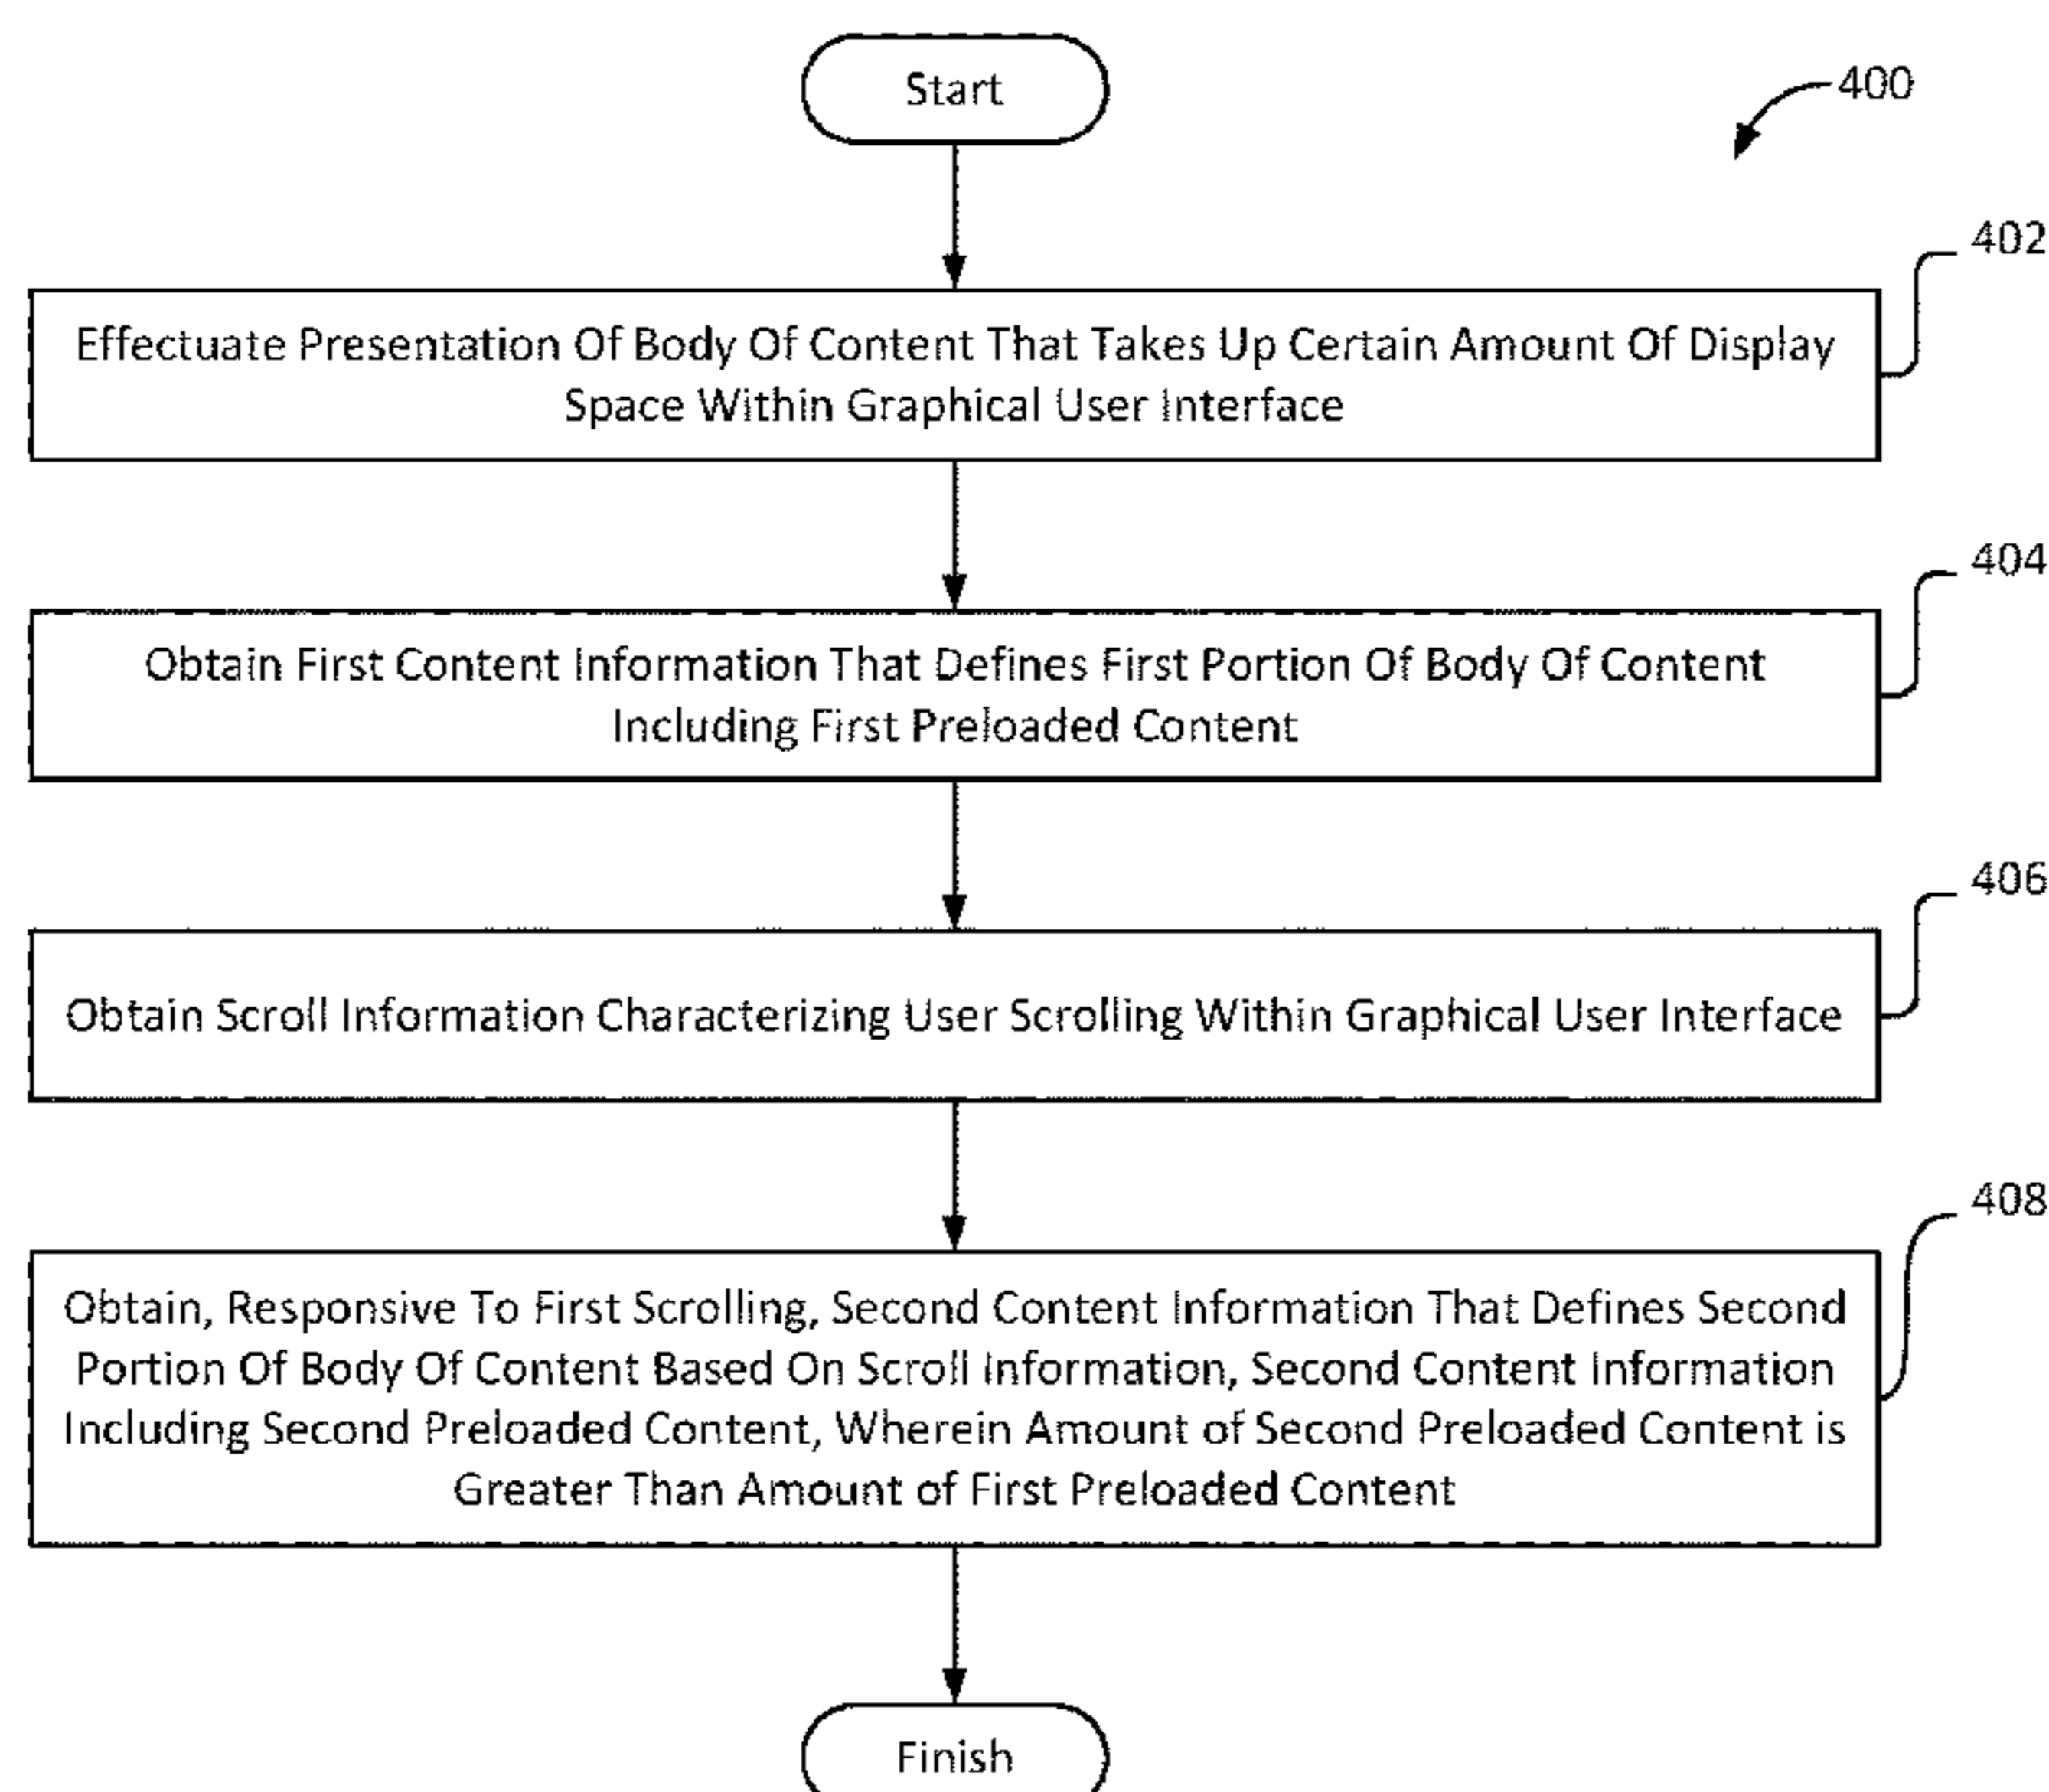 Start
400
402
Effectuate Presentation Of Body Of Content That Takes Up Certain Amount Of Display
Space Within Graphical User Interface
404
Obtain First Content Information That Defines First Portion Of Body Of Content
Including First Preloaded Content
406
Obtain Scroll Information Characterizing User Scrolling Within Graphical User Interface
408
Obtain, Responsive To First Scrolling, Second Content Information That Defines Second
Portion Of Body Of Content Based On Scroll Information, Second Content Information
Including Second Preloaded Content, Wherein Amount of Second Preloaded Content is
Greater Than Amount of First Preloaded Content
Finish